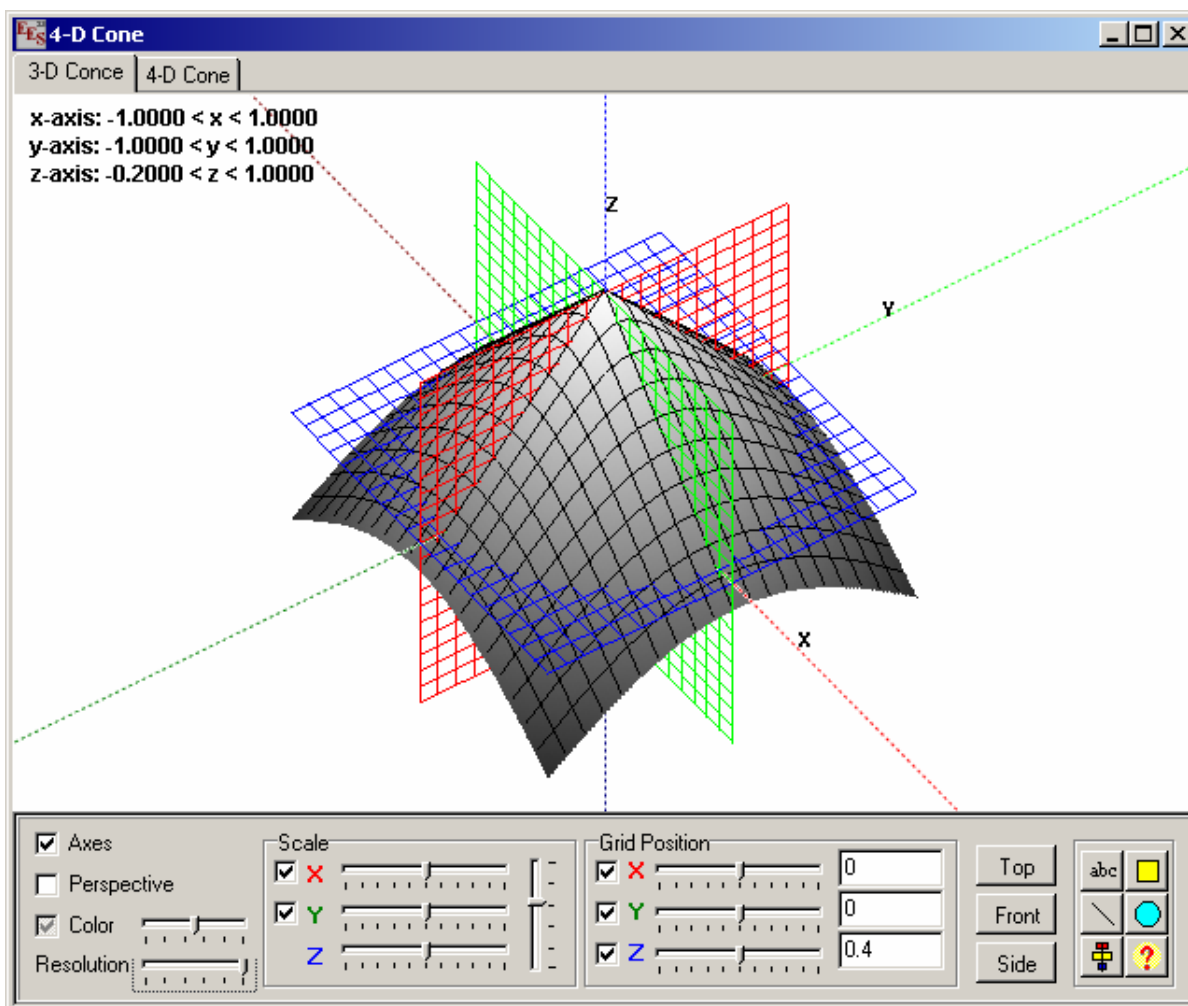 EES 4-D Cone
3-D Conce 4-D Cone
x-axis: -1.0000 < x < 1.0000
y-axis: -1.0000 < y < 1.0000
z-axis: -0.2000 < z < 1.0000
Z
Y
X
Axes
Perspective
Color
Resolution
Scale
X
Y
Z
Grid Position
X 0
Y 0
Z 0.4
Top
Front
Side
abc
?